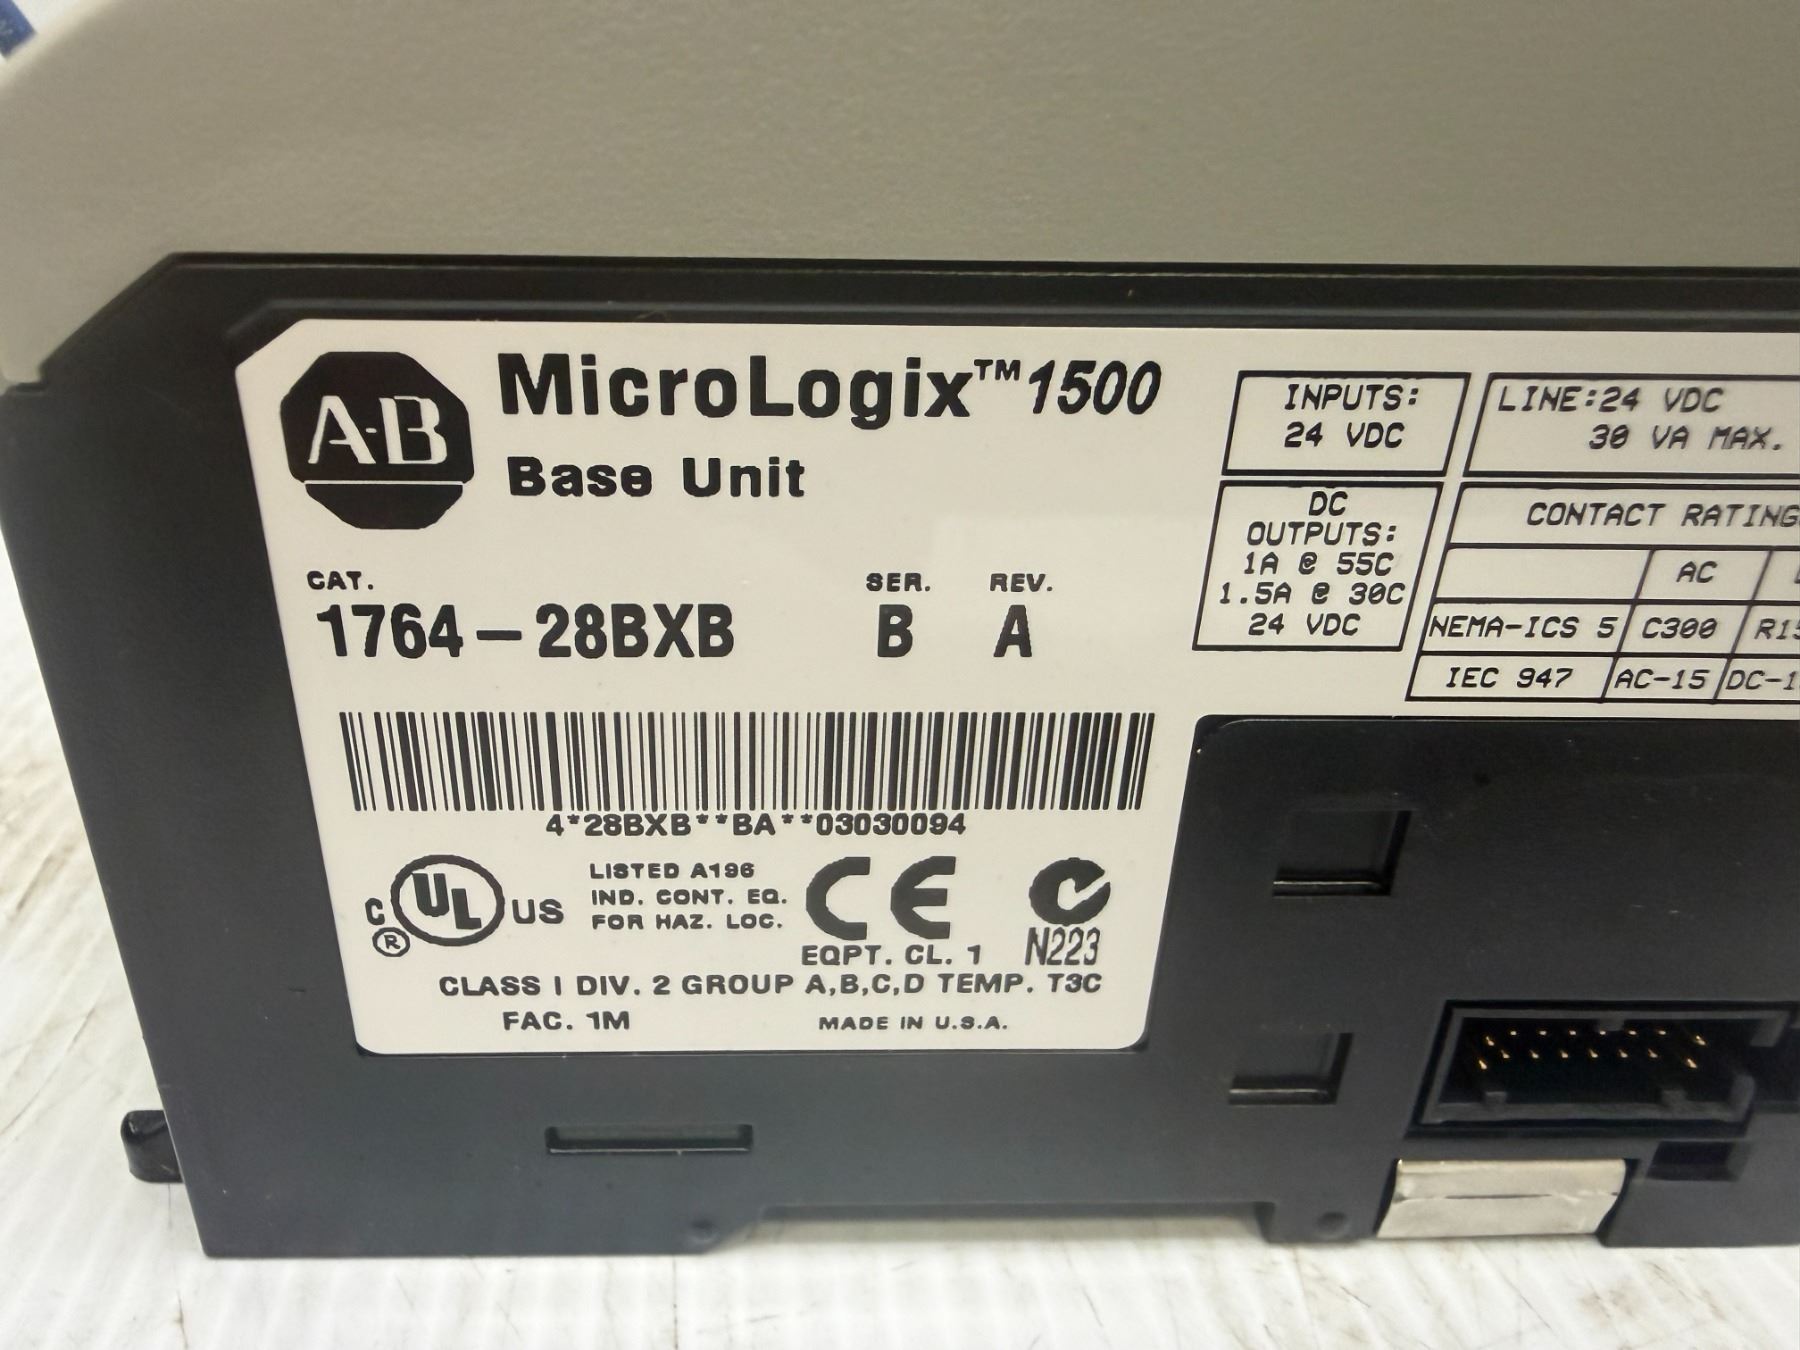 A·B
MicroLogix™ 1500
Base Unit
CAT.
1764-28BXB
SER.
B
REV.
A
4*28BXB**BA**03030094
C UL US
®
LISTED A196
IND. CONT. EQ.
FOR HAZ. LOC.
CE
EQPT. CL. 1
N223
CLASS I DIV. 2 GROUP A,B,C,D TEMP. T3C
FAC. 1M
MADE IN U.S.A.
INPUTS:
24 VDC
LINE:24 VDC
30 VA MAX.
DC
OUTPUTS:
1A @ 55C
1.5A @ 30C
24 VDC
CONTACT RATING
AC
NEMA-ICS 5 C300
IEC 947 AC-15